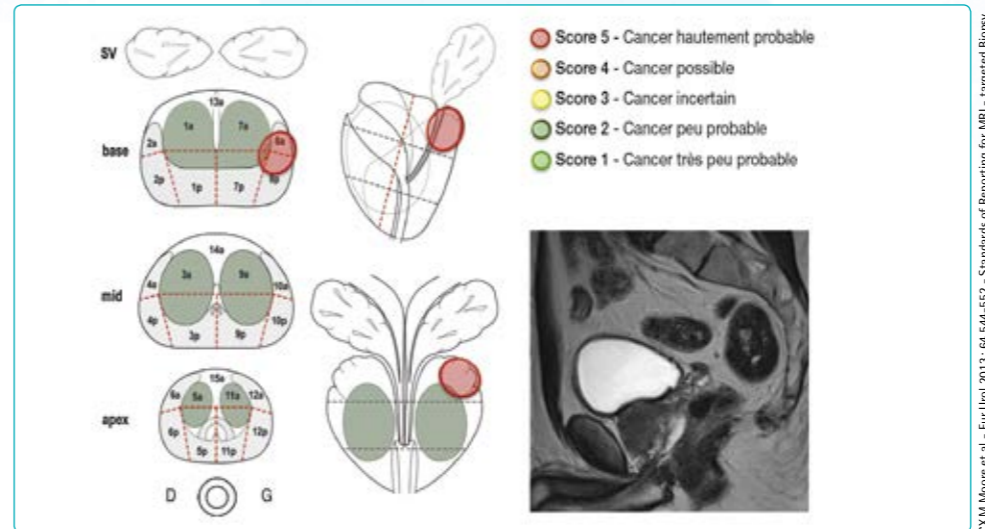 SV
13a
1a
7a
2a
8a
base
2p
1p
7p
8p
14a
3a
9a
4a
10a
mid
4p
3p
9p
10p
15a
6a
5a
11a
12a
apex
6p
5p
11p
12p
D
G
Score 5 - Cancer hautement probable
Score 4 - Cancer possible
Score 3 - Cancer incertain
Score 2 - Cancer peu probable
Score 1 - Cancer très peu probable
Moore et al - Eur Urol 2013; 64:544-552 - Standards of Reporting for MRI - targeted Biopsy